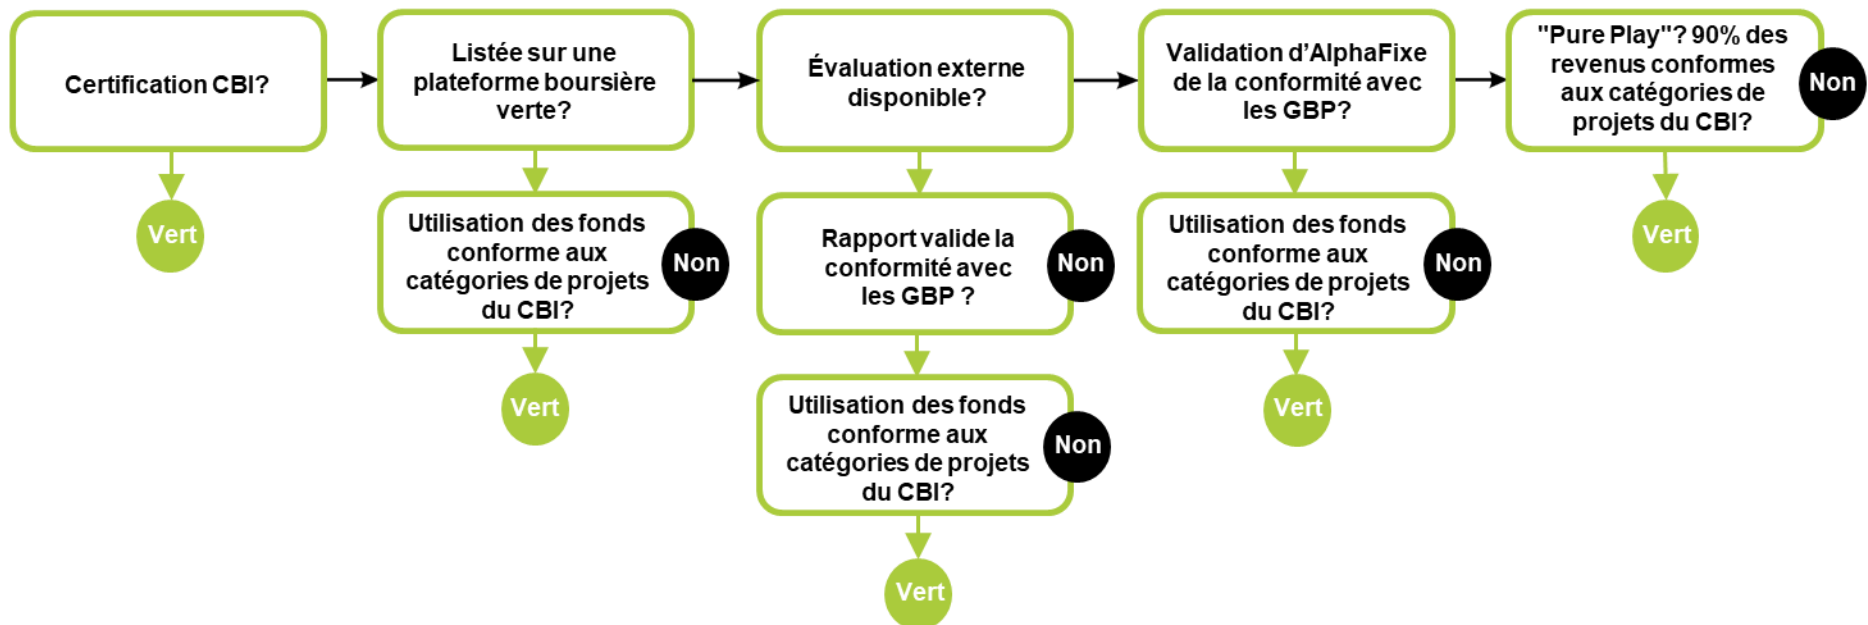 Certification CBI?
Vert
Listée sur une
plateforme boursière
verte?
Utilisation des fonds
conforme aux
catégories de projets
du CBI?
Non
Vert
Évaluation externe
disponible?
Rapport valide la
conformité avec
les GBP ?
Non
Utilisation des fonds
conforme aux
catégories de projets
du CBI?
Non
Vert
Validation d’AlphaFixe
de la conformité avec
les GBP?
Utilisation des fonds
conforme aux
catégories de projets
du CBI?
Non
Vert
"Pure Play"? 90% des
revenus conformes
aux catégories de
projets du CBI?
Non
Vert